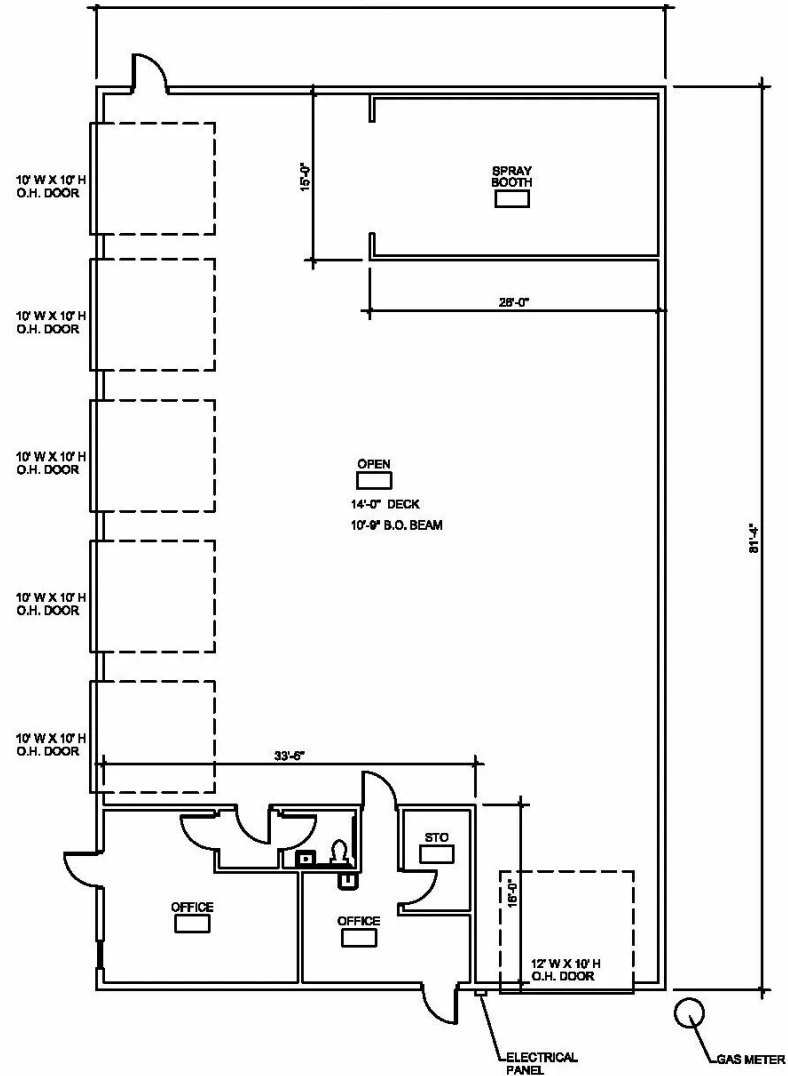 10' W X 10' H
O.H. DOOR
15'-0"
SPRAY
BOOTH
10' W X 10' H
O.H. DOOR
26'-0"
10' W X 10' H
O.H. DOOR
OPEN
14'-0" DECK
10'-9" B.O. BEAM
81'-4"
10' W X 10' H
O.H. DOOR
10' W X 10' H
O.H. DOOR
33'-6"
STO
16'-0"
OFFICE
OFFICE
12' W X 10' H
O.H. DOOR
ELECTRICAL
PANEL
GAS METER